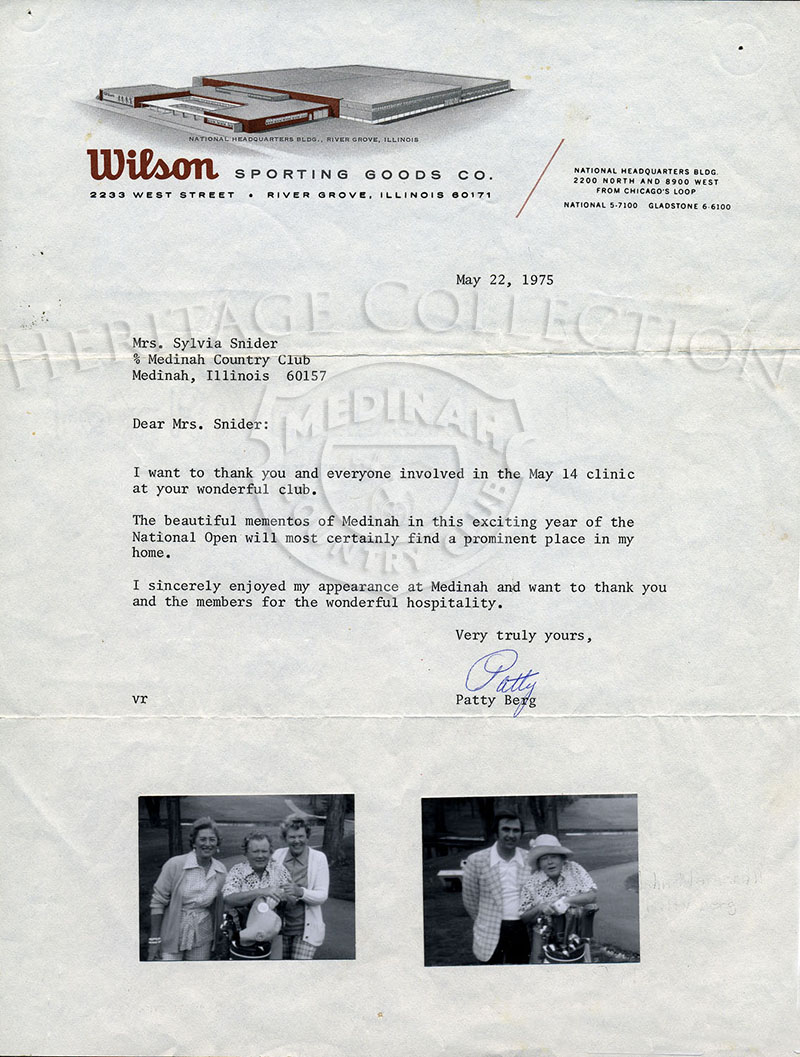 NATIONAL HEADQUARTERS BLDG., RIVER GROVE, ILLINOIS
Wilson SPORTING GOODS CO.
2233 WEST STREET • RIVER GROVE, ILLINOIS 60171
NATIONAL HEADQUARTERS BLDG.
2200 NORTH AND 8900 WEST
FROM CHICAGO'S LOOP
NATIONAL 5-7100 GLADSTONE 6-6100
May 22, 1975
HERITAGE COLLECTION
Mrs. Sylvia Snider
% Medinah Country Club
Medinah, Illinois 60157
MEDINAH
COUNTRY CLUB
Dear Mrs. Snider:
I want to thank you and everyone involved in the May 14 clinic
at your wonderful club.
The beautiful mementos of Medinah in this exciting year of the
National Open will most certainly find a prominent place in my
home.
I sincerely enjoyed my appearance at Medinah and want to thank you
and the members for the wonderful hospitality.
Very truly yours,
Patty
vr
Patty Berg